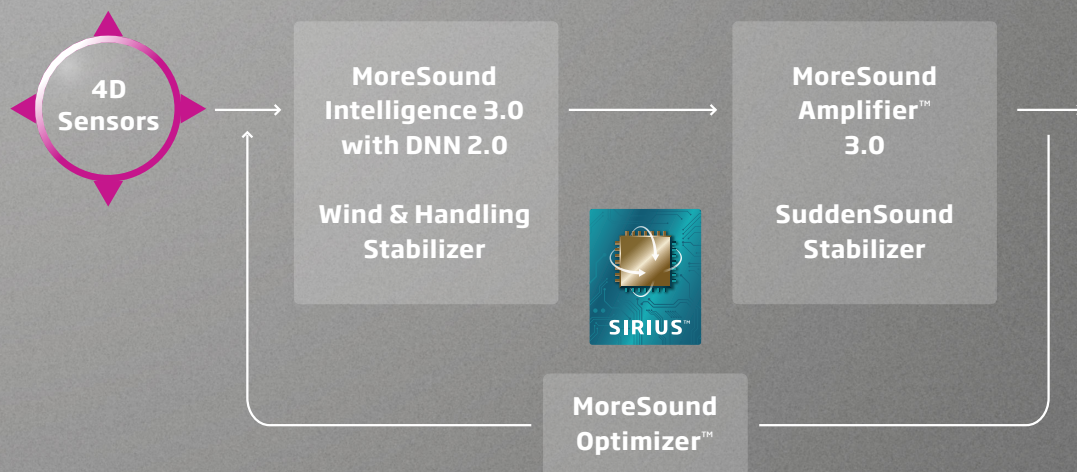 4D
Sensors
MoreSound
Intelligence 3.0
with DNN 2.0
Wind & Handling
Stabilizer
MoreSound
Amplifier™
3.0
SuddenSound
Stabilizer
SIRIUS™
MoreSound
Optimizer™